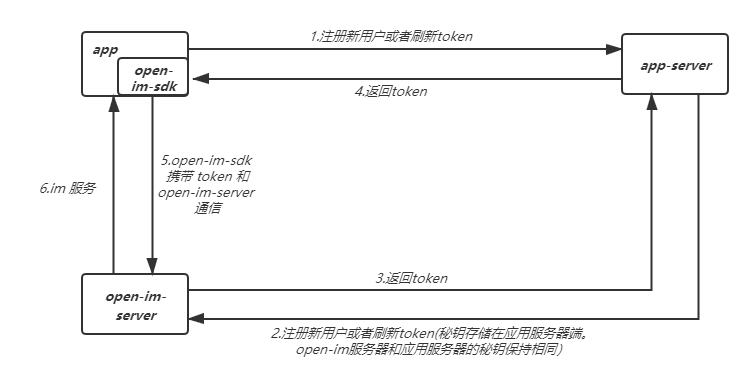 1.注册新用户或者刷新token
app
open-
im-sdk
app-server
4.返回token
5.open-im-sdk
携带 token 和
open-im-server
通信
6.im 服务
3.返回token
open-im-
server
2.注册新用户或者刷新token(秘钥存储在应用服务器端。
open-im服务器和应用服务器的秘钥保持相同）